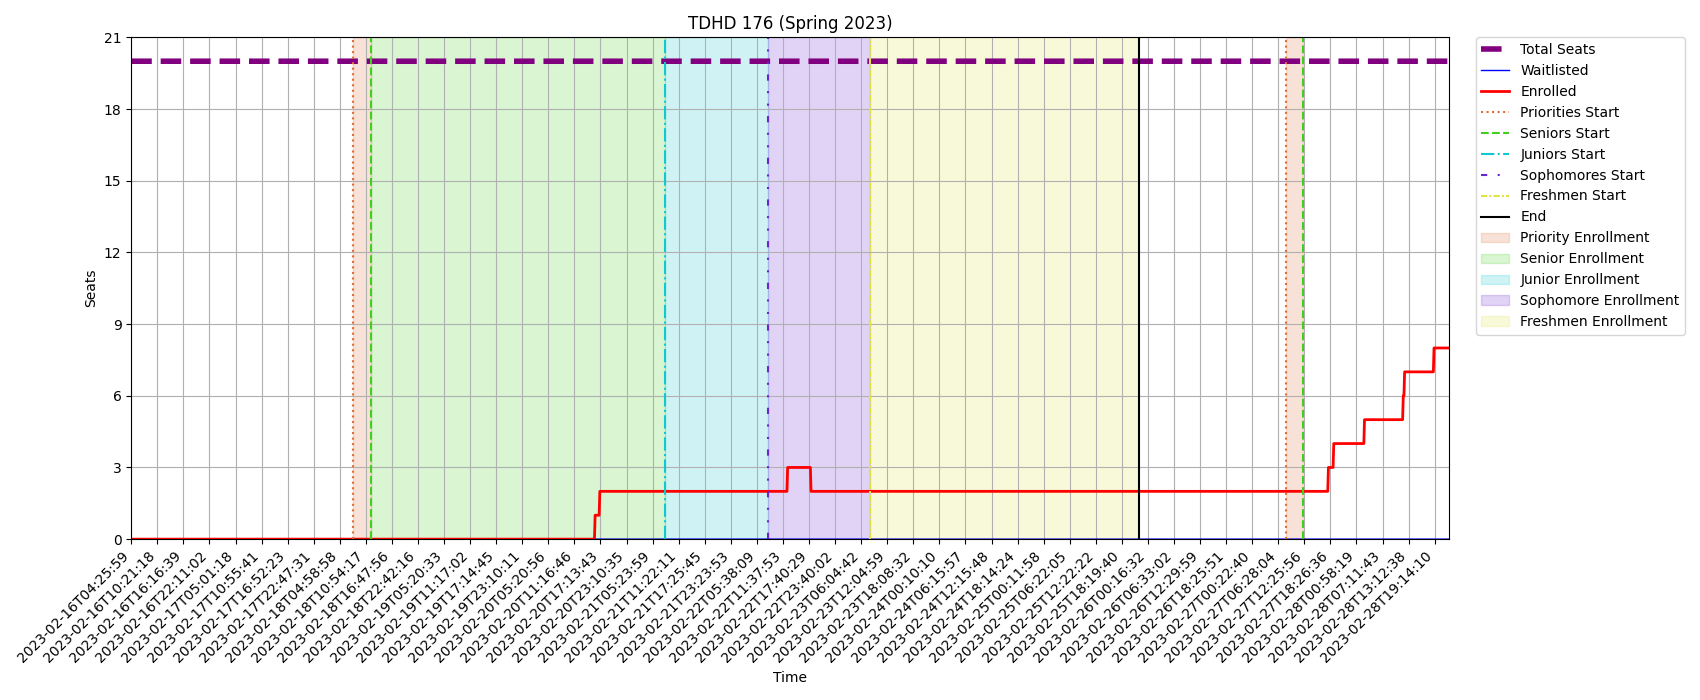 TDHD 176 (Spring 2023)
21
18
15
12
9
6
3
0
Seats
2023-02-16T04:25:59
2023-02-16T10:21:18
2023-02-16T16:16:39
2023-02-16T22:11:02
2023-02-17T05:01:18
2023-02-17T10:55:41
2023-02-17T16:52:23
2023-02-17T22:47:31
2023-02-18T04:58:58
2023-02-18T10:54:17
2023-02-18T16:47:56
2023-02-18T22:42:16
2023-02-19T05:20:33
2023-02-19T11:17:02
2023-02-19T17:14:45
2023-02-19T23:10:11
2023-02-20T05:20:56
2023-02-20T11:16:46
2023-02-20T17:13:43
2023-02-20T23:10:35
2023-02-21T05:23:59
2023-02-21T11:22:11
2023-02-21T17:25:45
2023-02-21T23:23:53
2023-02-22T05:38:09
2023-02-22T11:37:53
2023-02-22T17:40:29
2023-02-22T23:40:02
2023-02-23T06:04:42
2023-02-23T12:04:59
2023-02-23T18:08:32
2023-02-24T00:10:10
2023-02-24T06:15:57
2023-02-24T12:15:48
2023-02-24T18:14:24
2023-02-25T00:11:58
2023-02-25T06:22:05
2023-02-25T12:22:22
2023-02-25T18:19:40
2023-02-26T00:16:32
2023-02-26T06:33:02
2023-02-26T12:29:59
2023-02-26T18:25:51
2023-02-27T00:22:40
2023-02-27T06:28:04
2023-02-27T12:25:56
2023-02-27T18:26:36
2023-02-28T00:58:19
2023-02-28T07:11:43
2023-02-28T13:12:38
2023-02-28T19:14:10
Time
Total Seats
Waitlisted
Enrolled
Priorities Start
Seniors Start
Juniors Start
Sophomores Start
Freshmen Start
End
Priority Enrollment
Senior Enrollment
Junior Enrollment
Sophomore Enrollment
Freshmen Enrollment